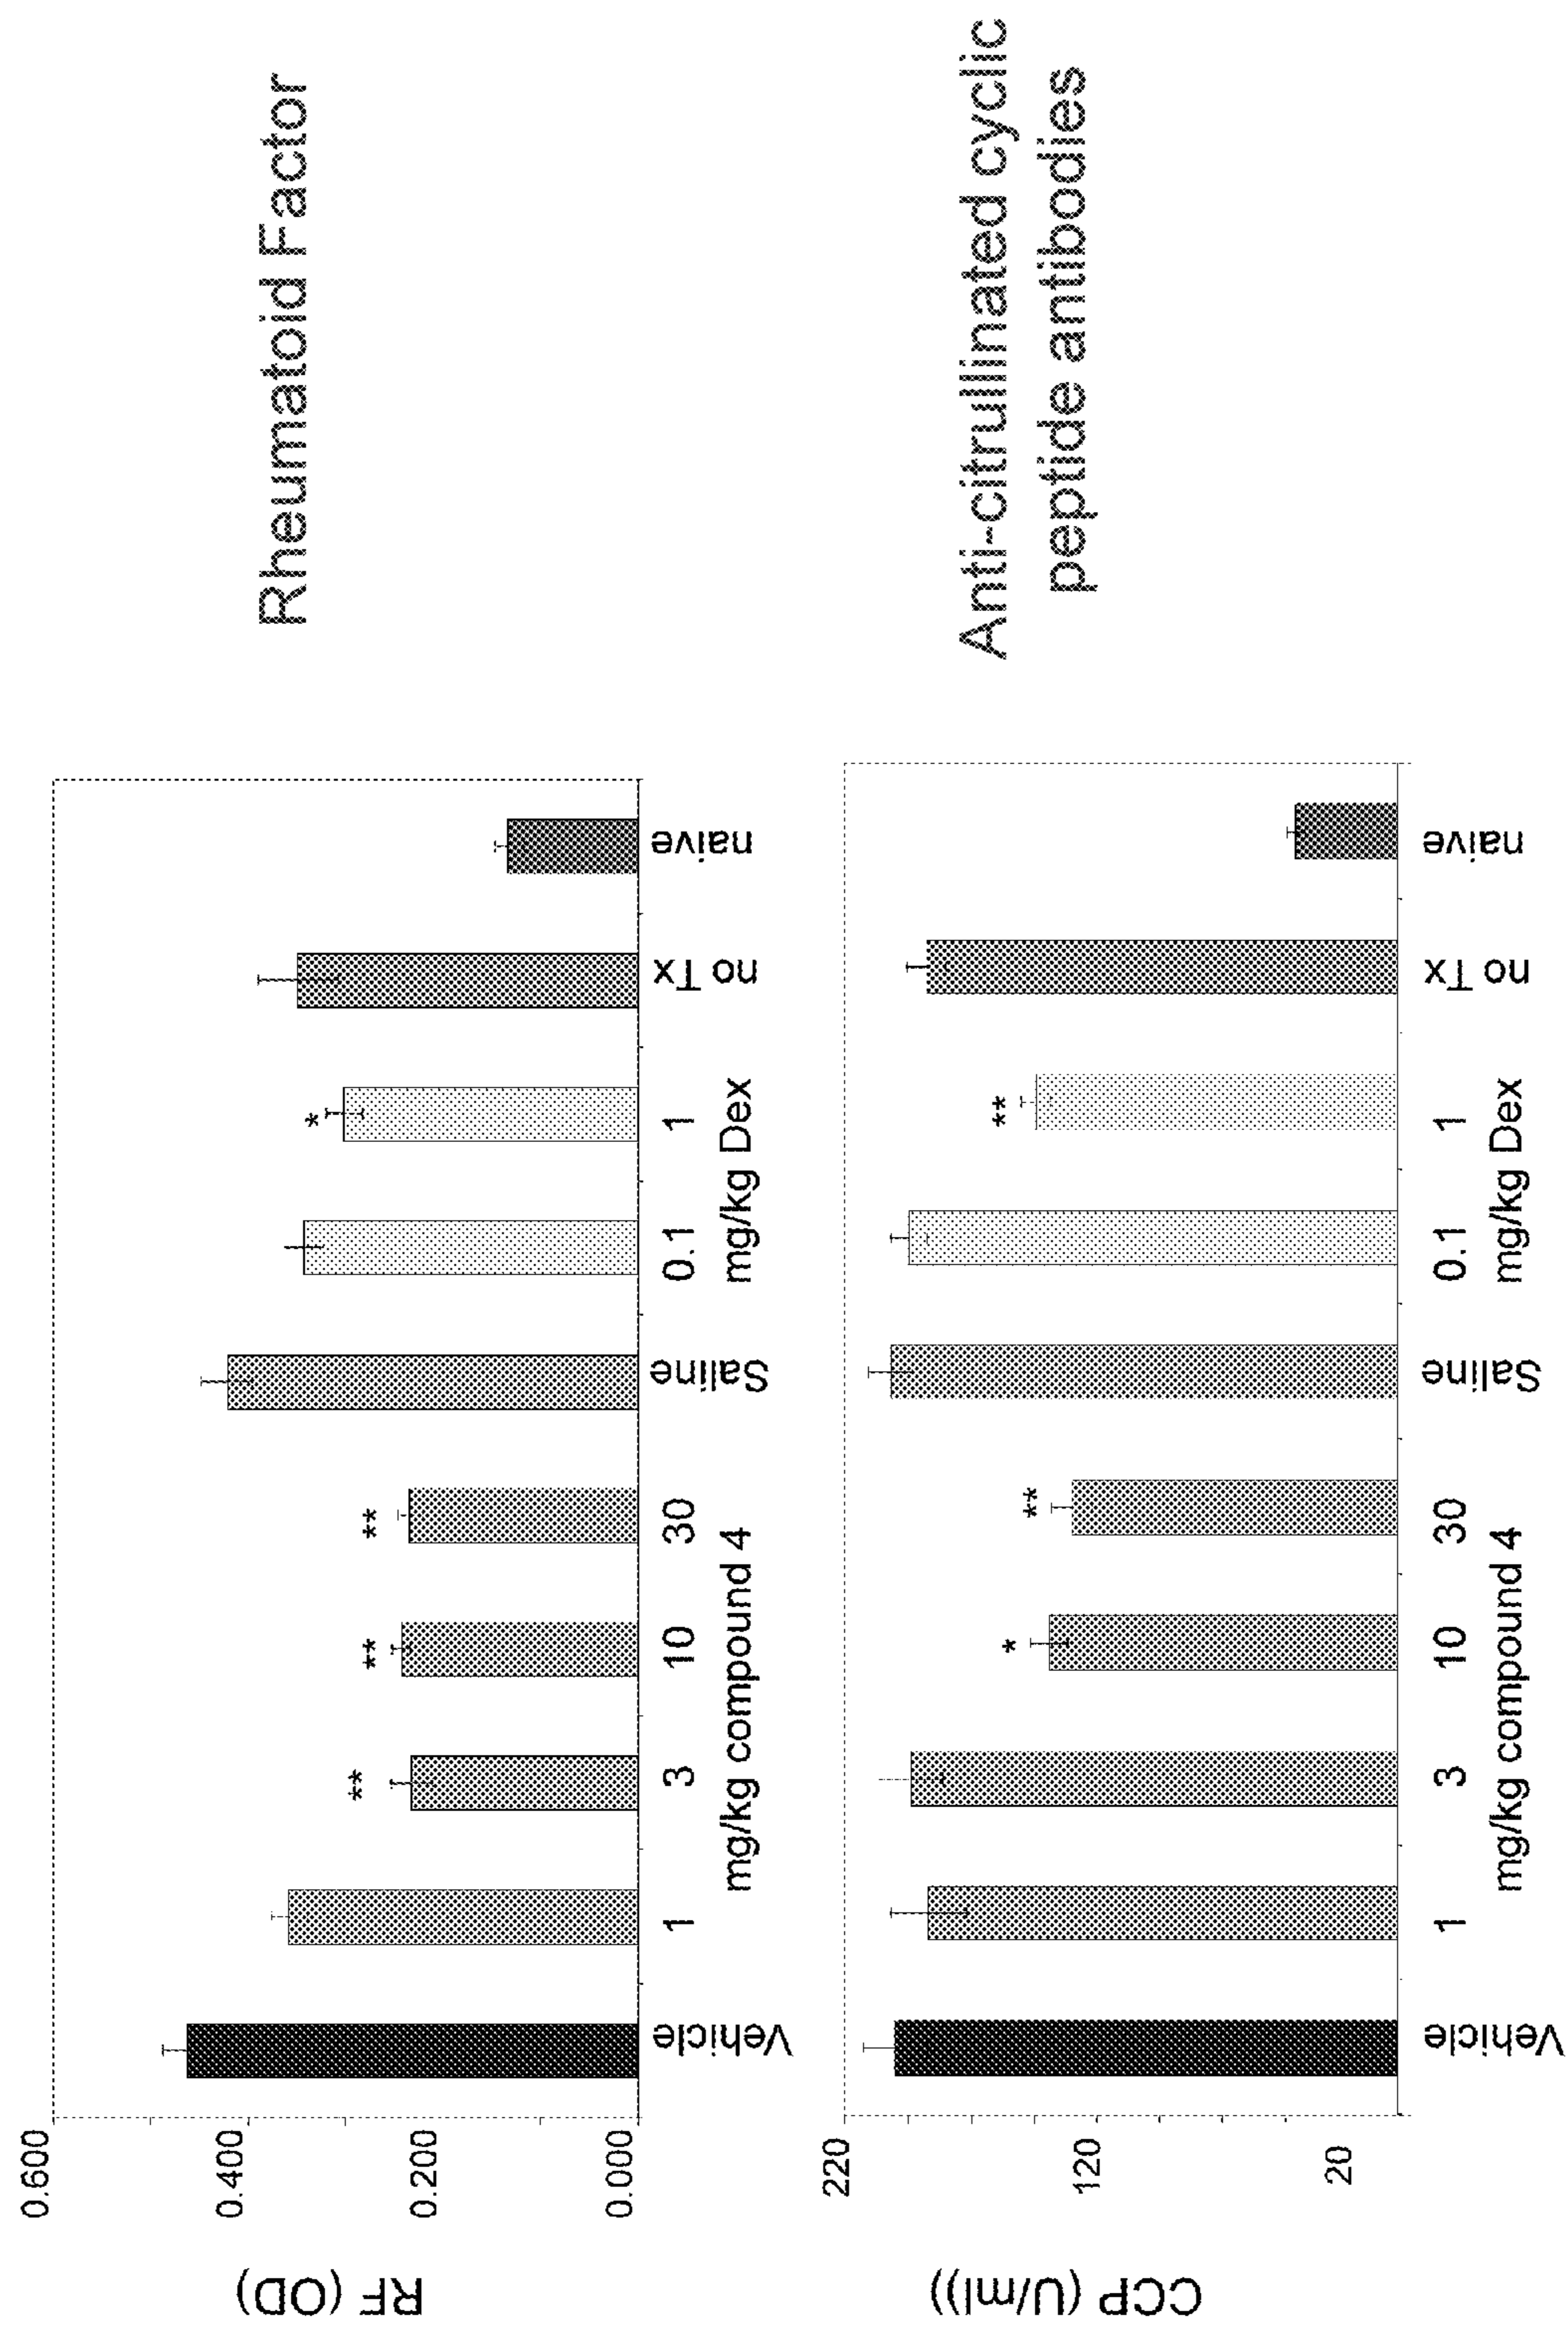 Rheumatoid Factor
RF (OD)
0.600
0.400
0.200
0.000
** ** ** *
Vehicle 1 3 10 30 Saline 0.1 1 no Tx naive
mg/kg compound 4 mg/kg Dex
Anti-citrullinated cyclic
peptide antibodies
CCP (U/ml))
220
120
20
* ** **
Vehicle 1 3 10 30 Saline 0.1 1 no Tx naive
mg/kg compound 4 mg/kg Dex